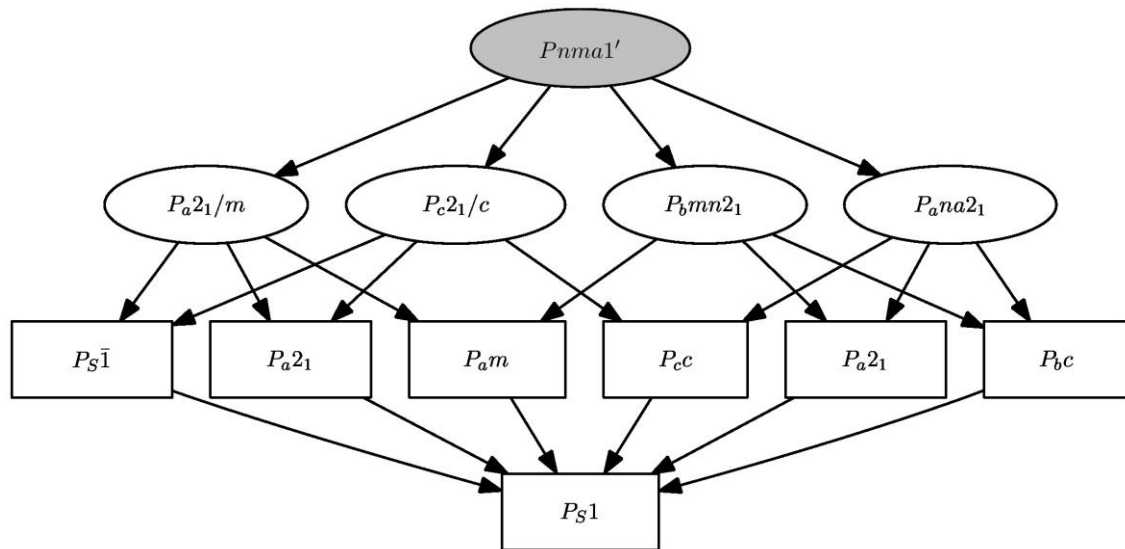 Pnma1′
P_a2_1/m P_c2_1/c P_bmn2_1 P_ana2_1
P_S1̄ P_a2_1 P_am P_cc P_a2_1 P_bc
P_S1